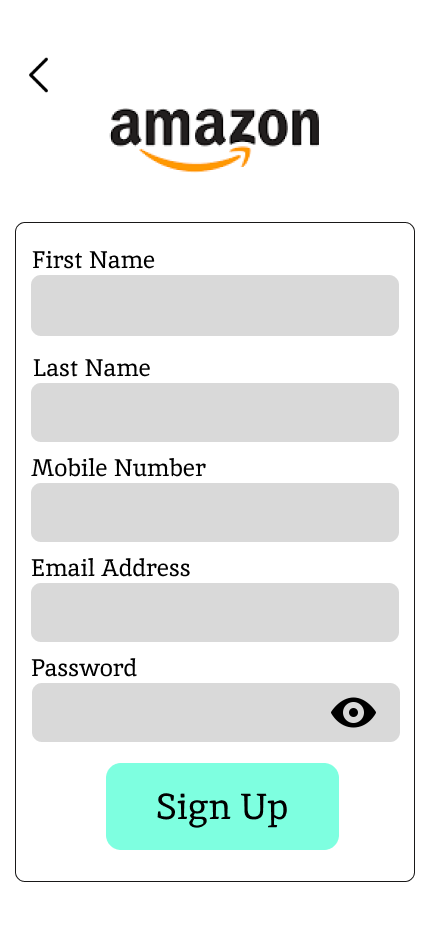 amazon
First Name
Last Name
Mobile Number
Email Address
Password
Sign Up